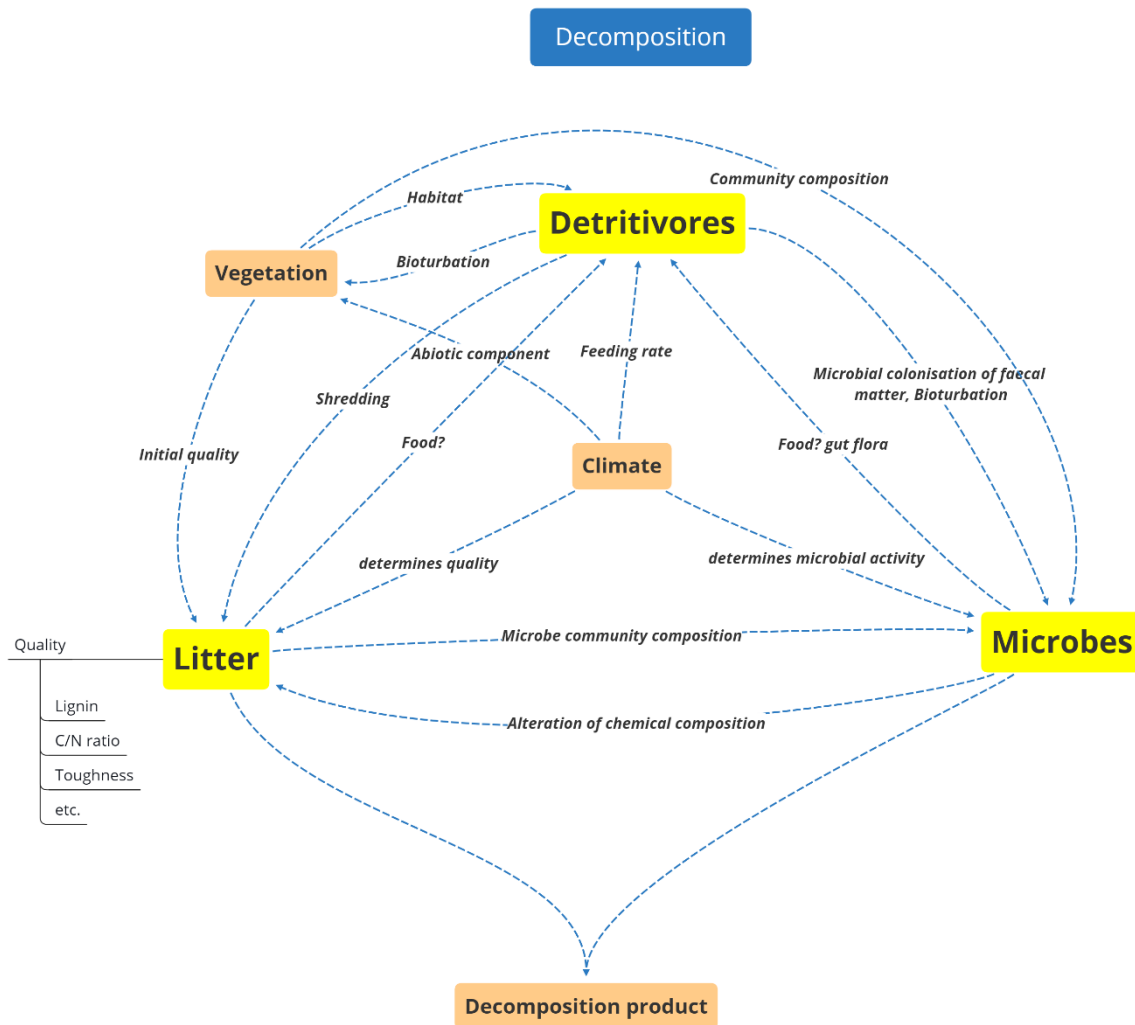 Decomposition
Community composition
Habitat
Detritivores
Bioturbation
Vegetation
Abiotic component
Feeding rate
Microbial colonisation of faecal
matter, Bioturbation
Shredding
Food?
Food? gut flora
Initial quality
Climate
determines quality
determines microbial activity
Microbe community composition
Quality
Litter
Microbes
Lignin
C/N ratio
Toughness
etc.
Alteration of chemical composition
Decomposition product